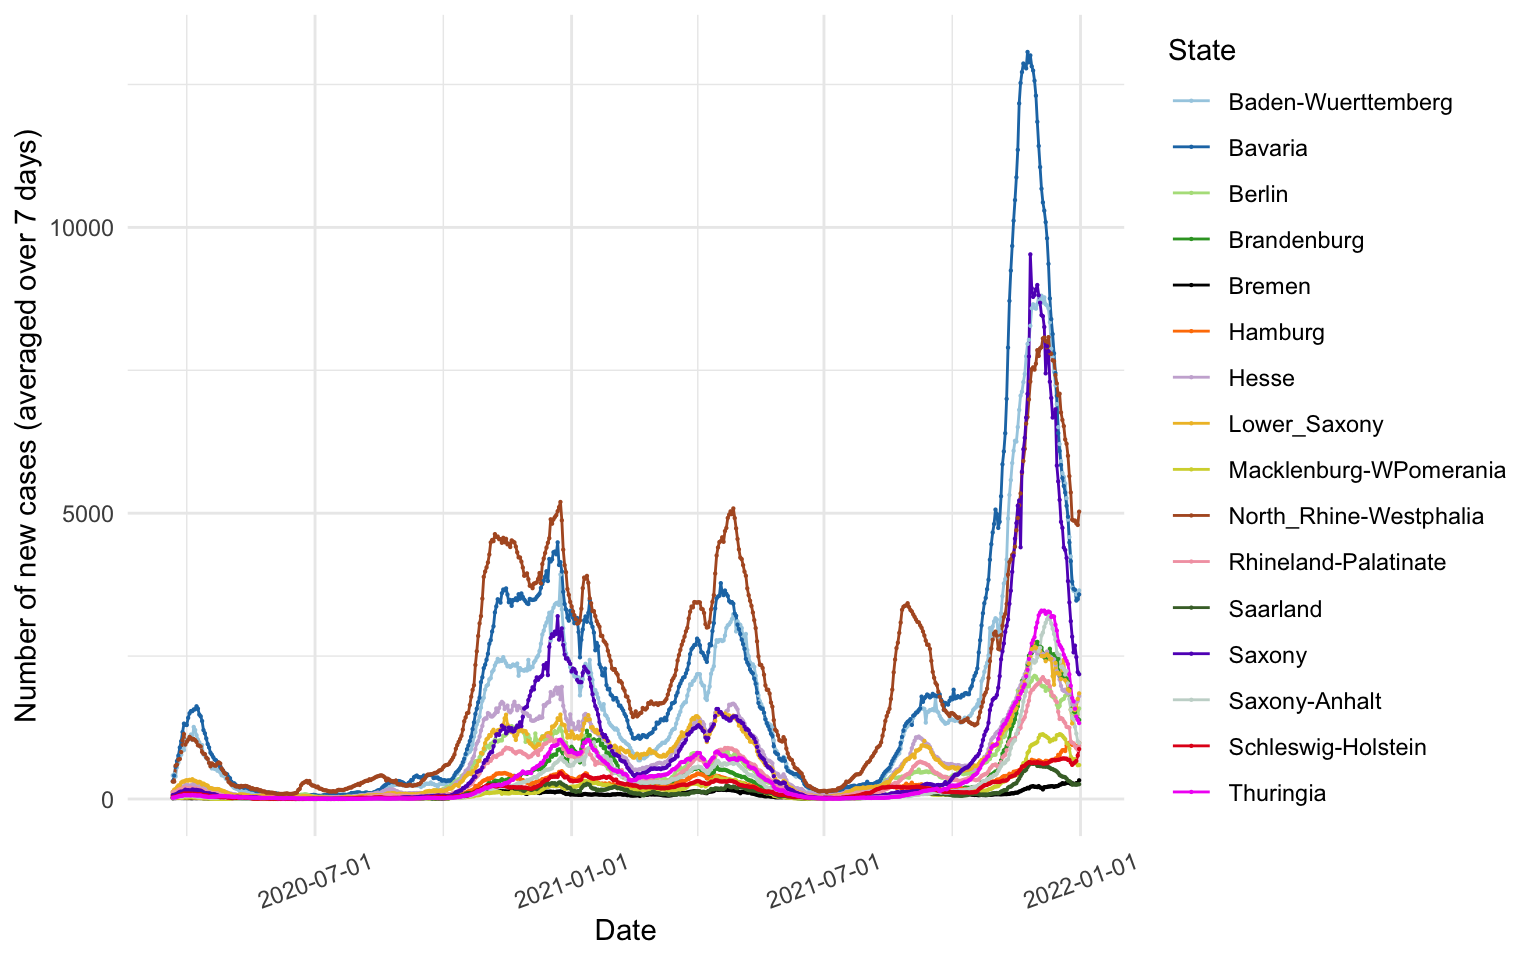 State
Baden-Wuerttemberg
Bavaria
Berlin
Brandenburg
Bremen
Hamburg
Hesse
Lower_Saxony
Macklenburg-WPomerania
North_Rhine-Westphalia
Rhineland-Palatinate
Saarland
Saxony
Saxony-Anhalt
Schleswig-Holstein
Thuringia
Number of new cases (averaged over 7 days)
10000
5000
0
2020-07-01
2021-01-01
2021-07-01
2022-01-01
Date